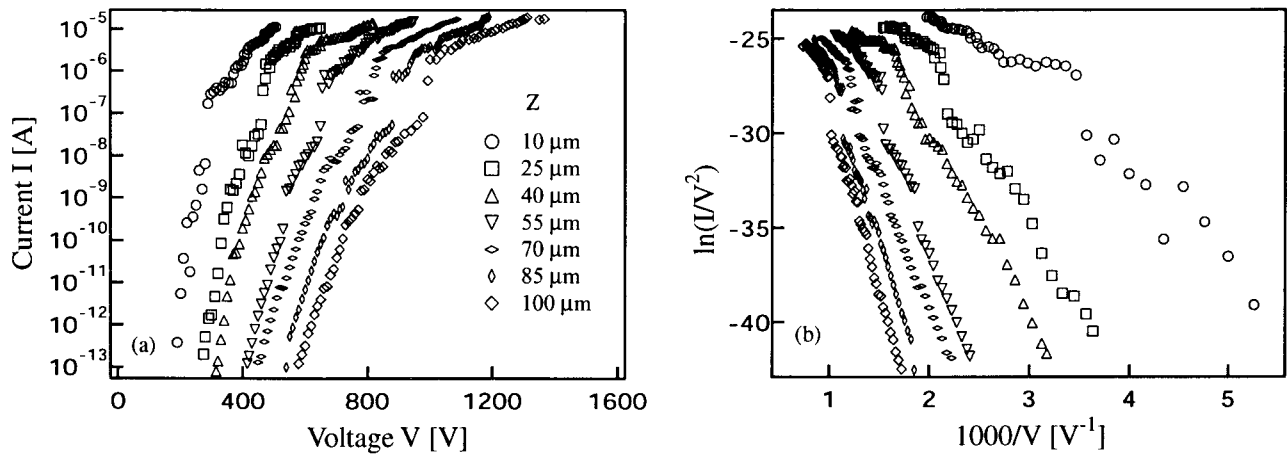 Current I [A]
10⁻⁵
10⁻⁶
10⁻⁷
10⁻⁸
10⁻⁹
10⁻¹⁰
10⁻¹¹
10⁻¹²
10⁻¹³
(a)
Z
10 µm
25 µm
40 µm
55 µm
70 µm
85 µm
100 µm
0 400 800 1200 1600
Voltage V [V]
ln(I/V²)
-25
-30
-35
-40
(b)
1 2 3 4 5
1000/V [V⁻¹]